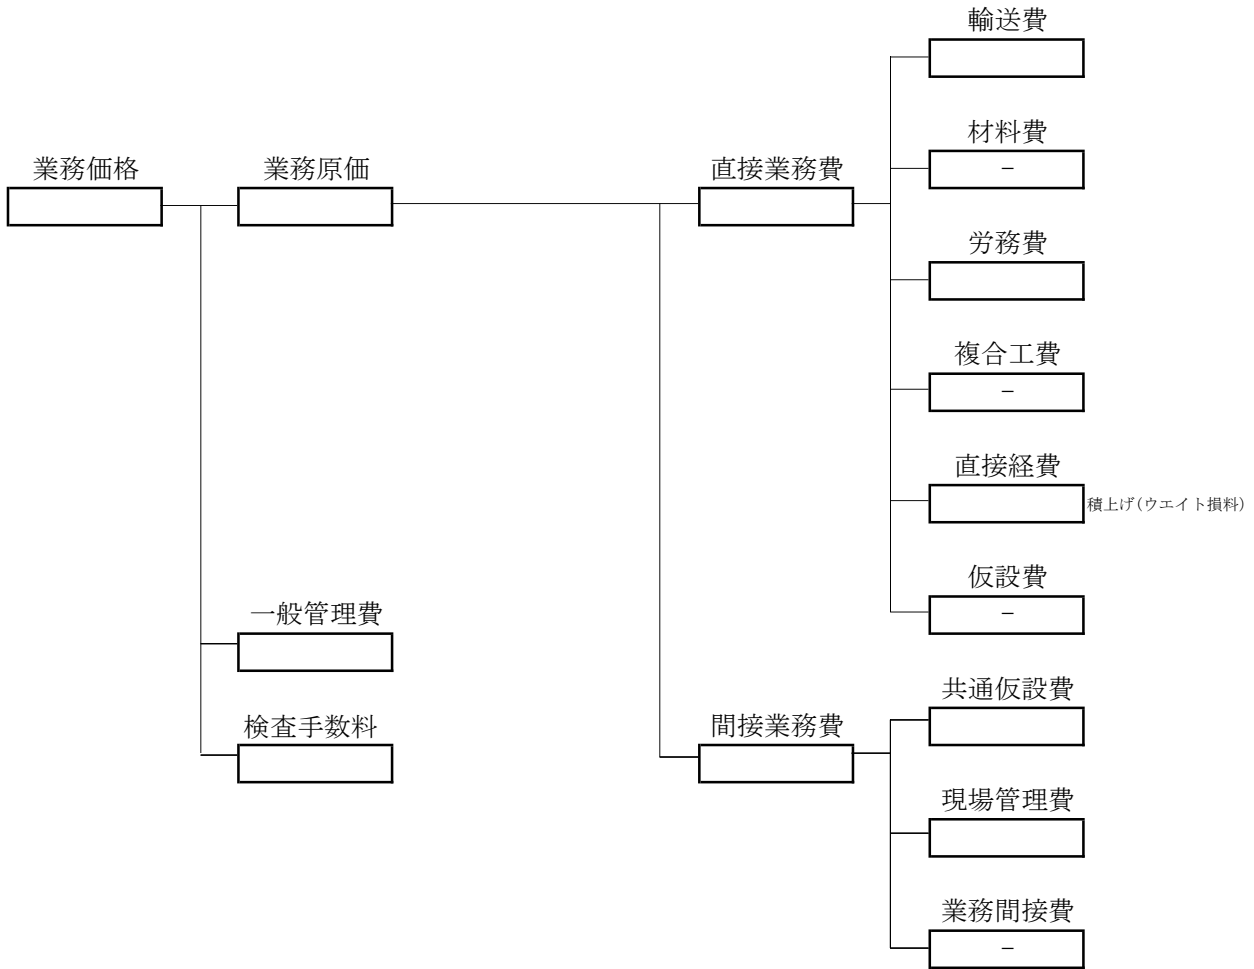 輸送費
材料費
－
業務価格
業務原価
直接業務費
労務費
複合工費
－
直接経費
積上げ(ウエイト損料)
仮設費
－
一般管理費
検査手数料
間接業務費
共通仮設費
現場管理費
業務間接費
－